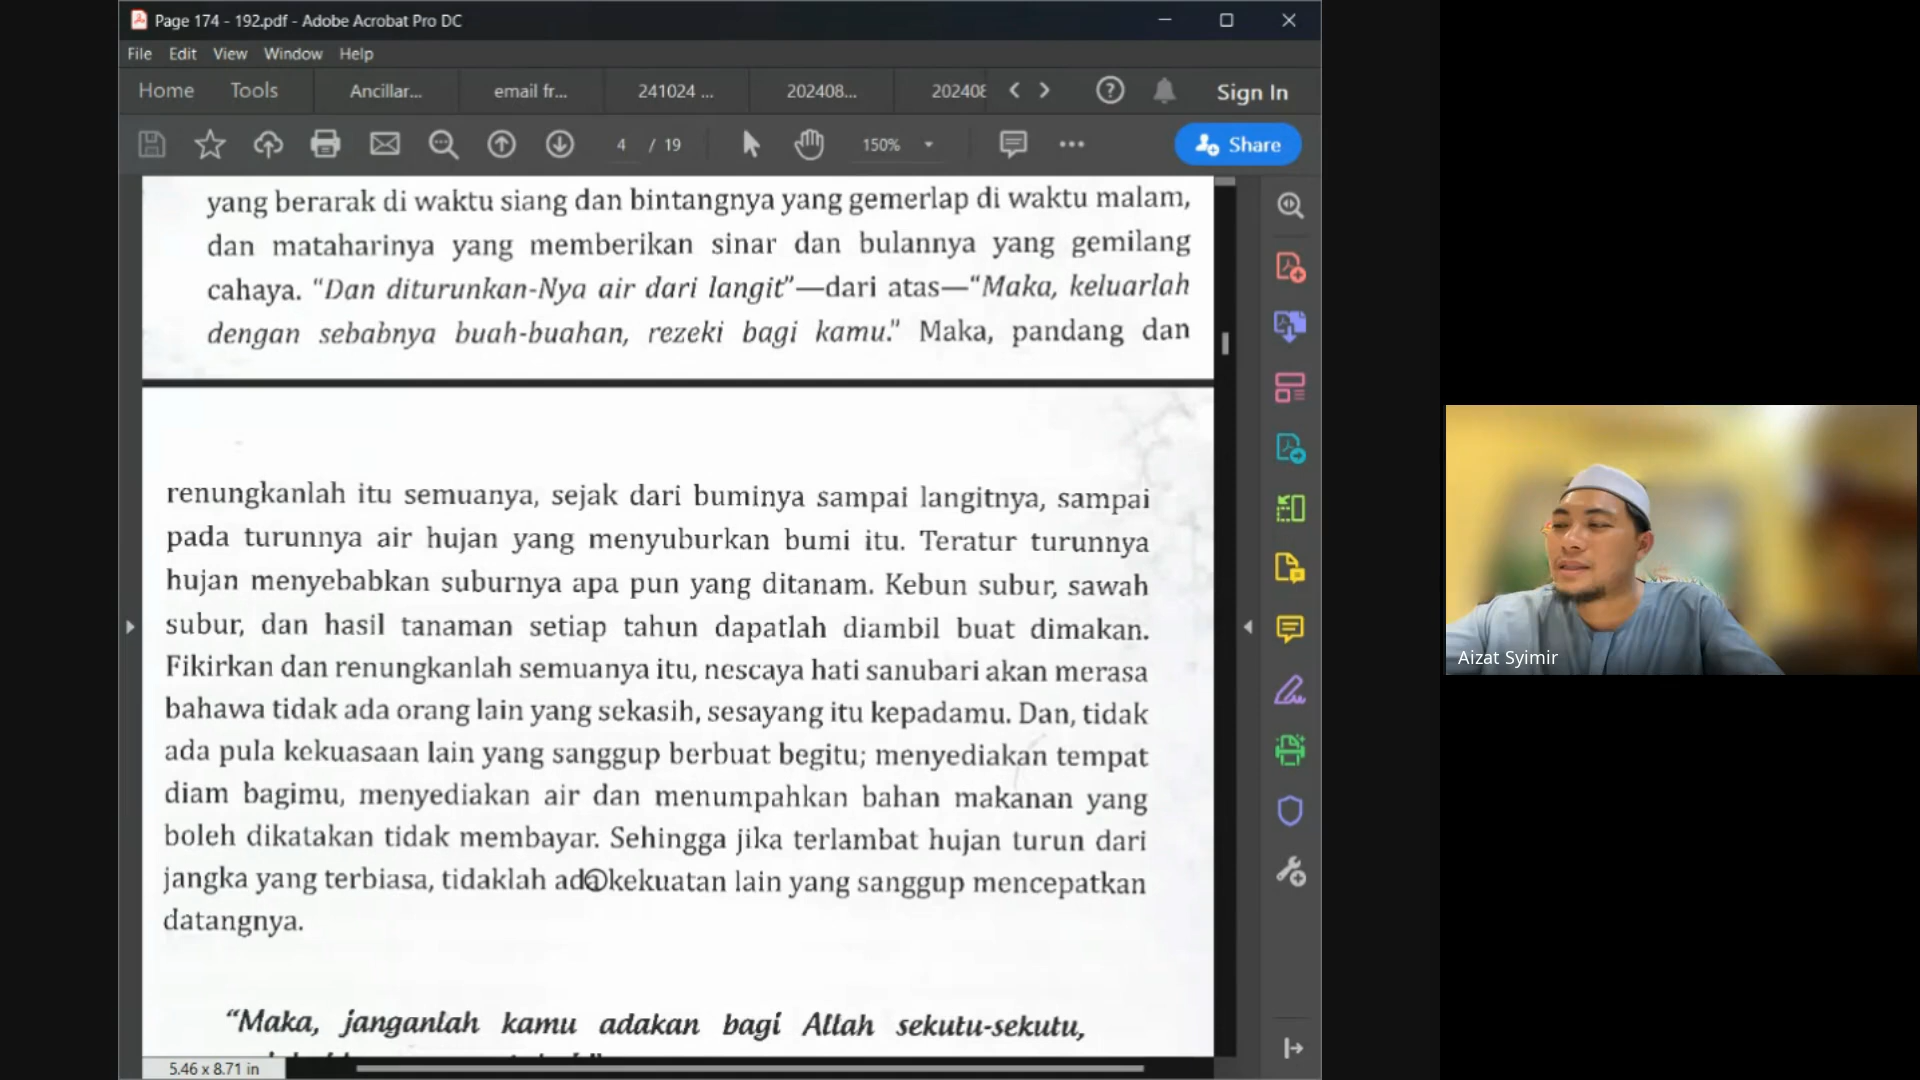 Page 174 - 192.pdf - Adobe Acrobat Pro DC
File Edit View Window Help
Home Tools Ancillar... email fr... 241024 ... 202408... 202408 Sign In
4 / 19 150% Share
yang berarak di waktu siang dan bintangnya yang gemerlap di waktu malam,
dan mataharinya yang memberikan sinar dan bulannya yang gemilang
cahaya. “Dan diturunkan-Nya air dari langit”—dari atas—“Maka, keluarlah
dengan sebabnya buah-buahan, rezeki bagi kamu.” Maka, pandang dan
renungkanlah itu semuanya, sejak dari buminya sampai langitnya, sampai
pada turunnya air hujan yang menyuburkan bumi itu. Teratur turunnya
hujan menyebabkan suburnya apa pun yang ditanam. Kebun subur, sawah
subur, dan hasil tanaman setiap tahun dapatlah diambil buat dimakan.
Fikirkan dan renungkanlah semuanya itu, nescaya hati sanubari akan merasa
bahawa tidak ada orang lain yang sekasih, sesayang itu kepadamu. Dan, tidak
ada pula kekuasaan lain yang sanggup berbuat begitu; menyediakan tempat
diam bagimu, menyediakan air dan menumpahkan bahan makanan yang
boleh dikatakan tidak membayar. Sehingga jika terlambat hujan turun dari
jangka yang terbiasa, tidaklah ada kekuatan lain yang sanggup mencepatkan
datangnya.
“Maka, janganlah kamu adakan bagi Allah sekutu-sekutu,
5.46 x 8.71 in
Aizat Syimir